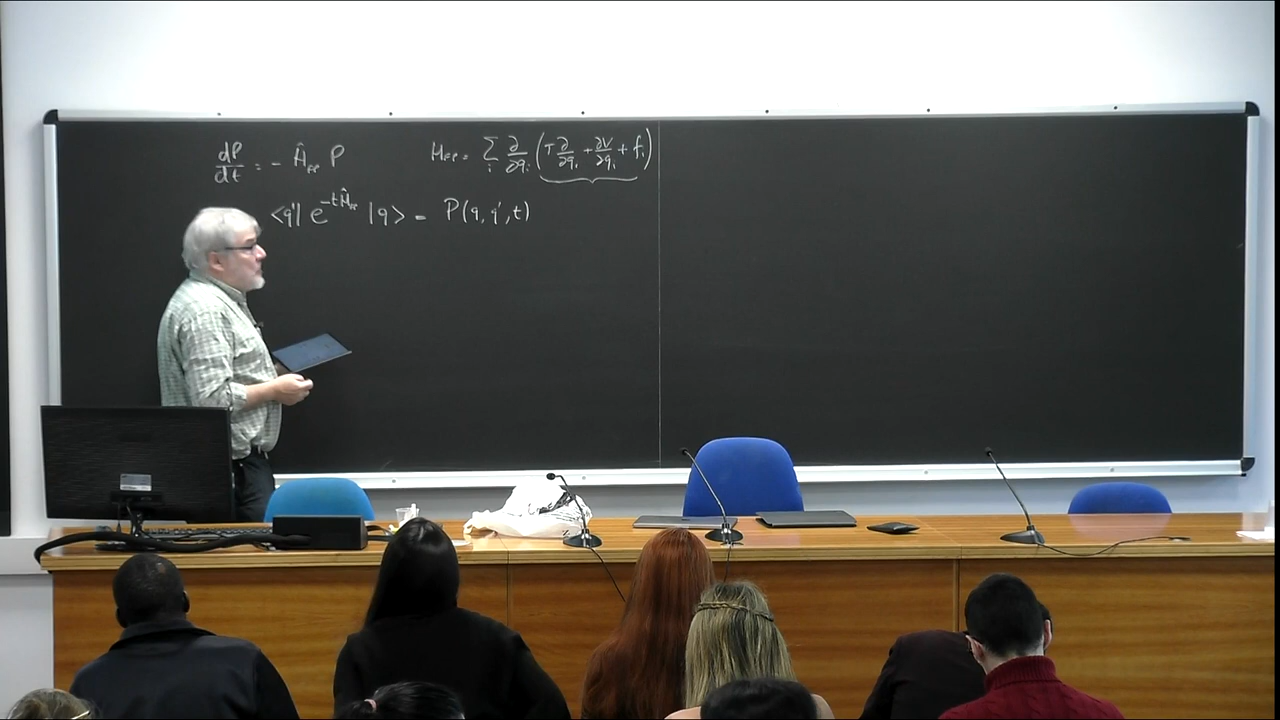 dP/dt = - Ĥ_FP P    H_FP = Σ_i ∂/∂q_i ( T ∂/∂q_i + ∂V/∂q_i + f_i )
<q'| e^{-tĤ_FP} |q> = P(q, q', t)